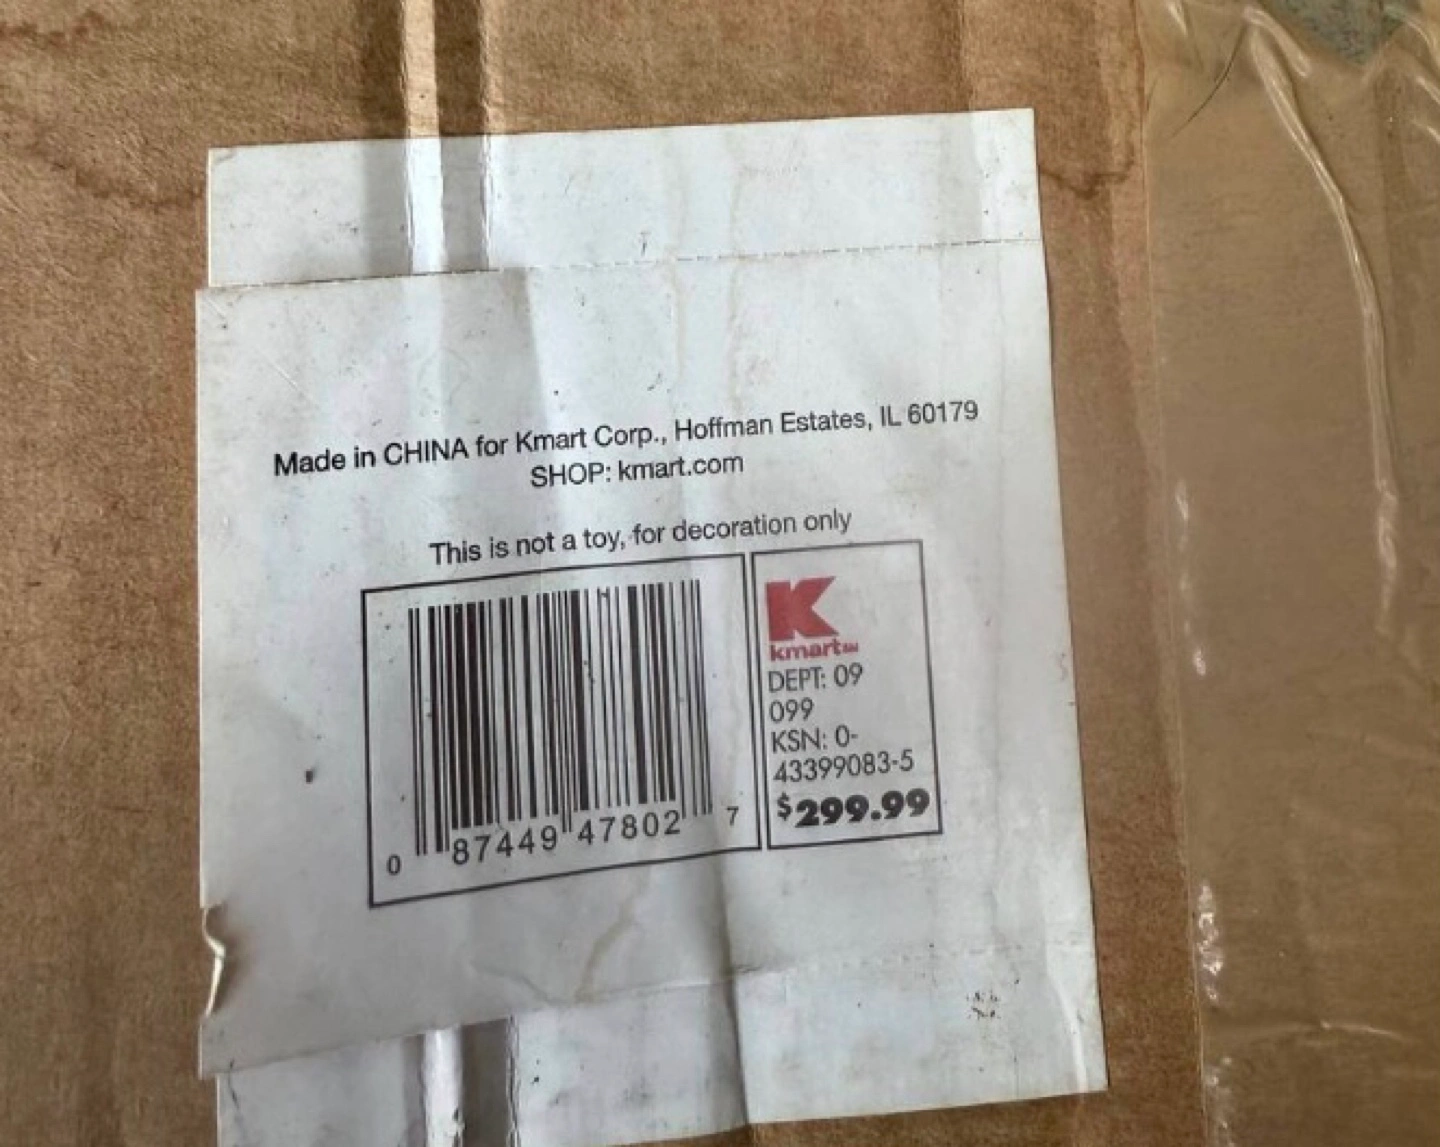 Made in CHINA for Kmart Corp., Hoffman Estates, IL 60179
SHOP: kmart.com
This is not a toy, for decoration only
0 87449 47802 7
K
kmart
DEPT: 09
099
KSN: 0-
43399083-5
$299.99